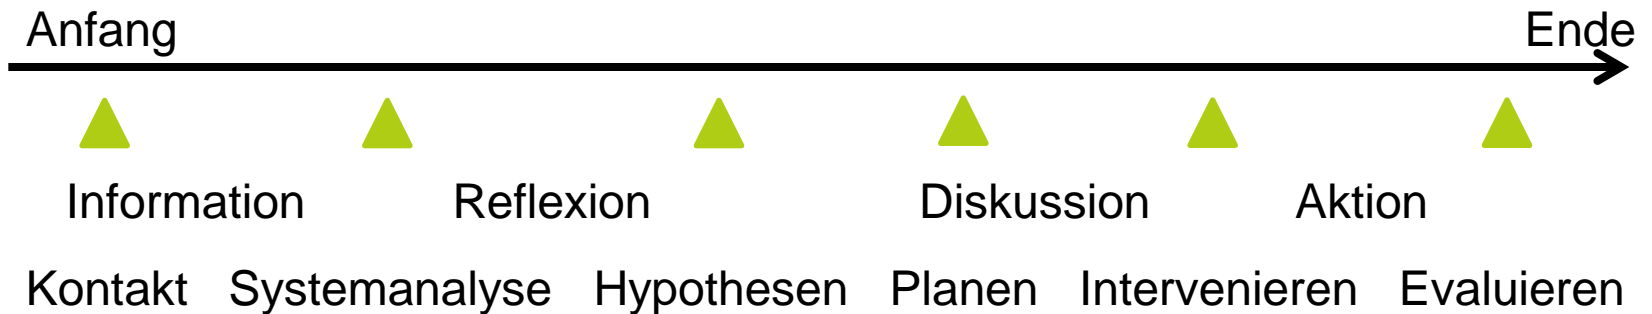 Anfang Ende
Information Reflexion Diskussion Aktion
Kontakt Systemanalyse Hypothesen Planen Intervenieren Evaluieren